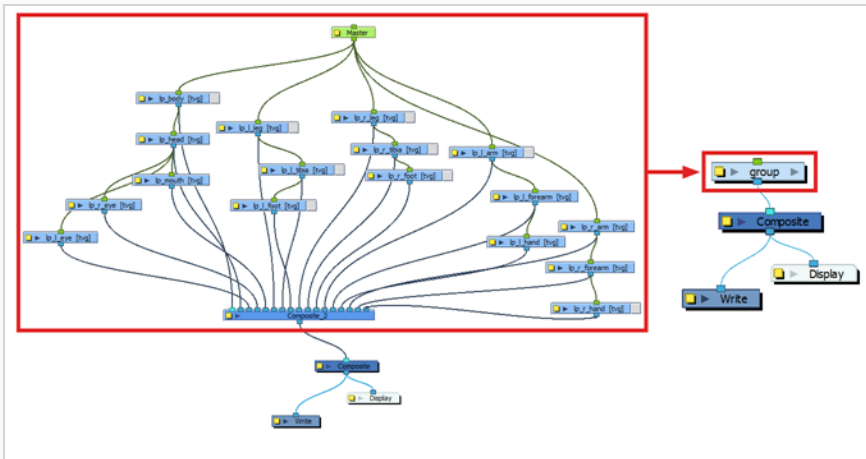 Master
lp_body [tvg]
lp_l_leg [tvg]
lp_r_leg [tvg]
lp_head [tvg]
lp_r_tibia [tvg]
lp_l_arm [tvg]
lp_mouth [tvg]
lp_l_tibia [tvg]
lp_r_foot [tvg]
lp_r_eye [tvg]
lp_l_foot [tvg]
lp_l_forearm [tvg]
lp_r_arm [tvg]
lp_l_eye [tvg]
lp_l_hand [tvg]
lp_r_forearm [tvg]
lp_r_hand [tvg]
Composite_2
Composite
Display
Write
group
Composite
Display
Write